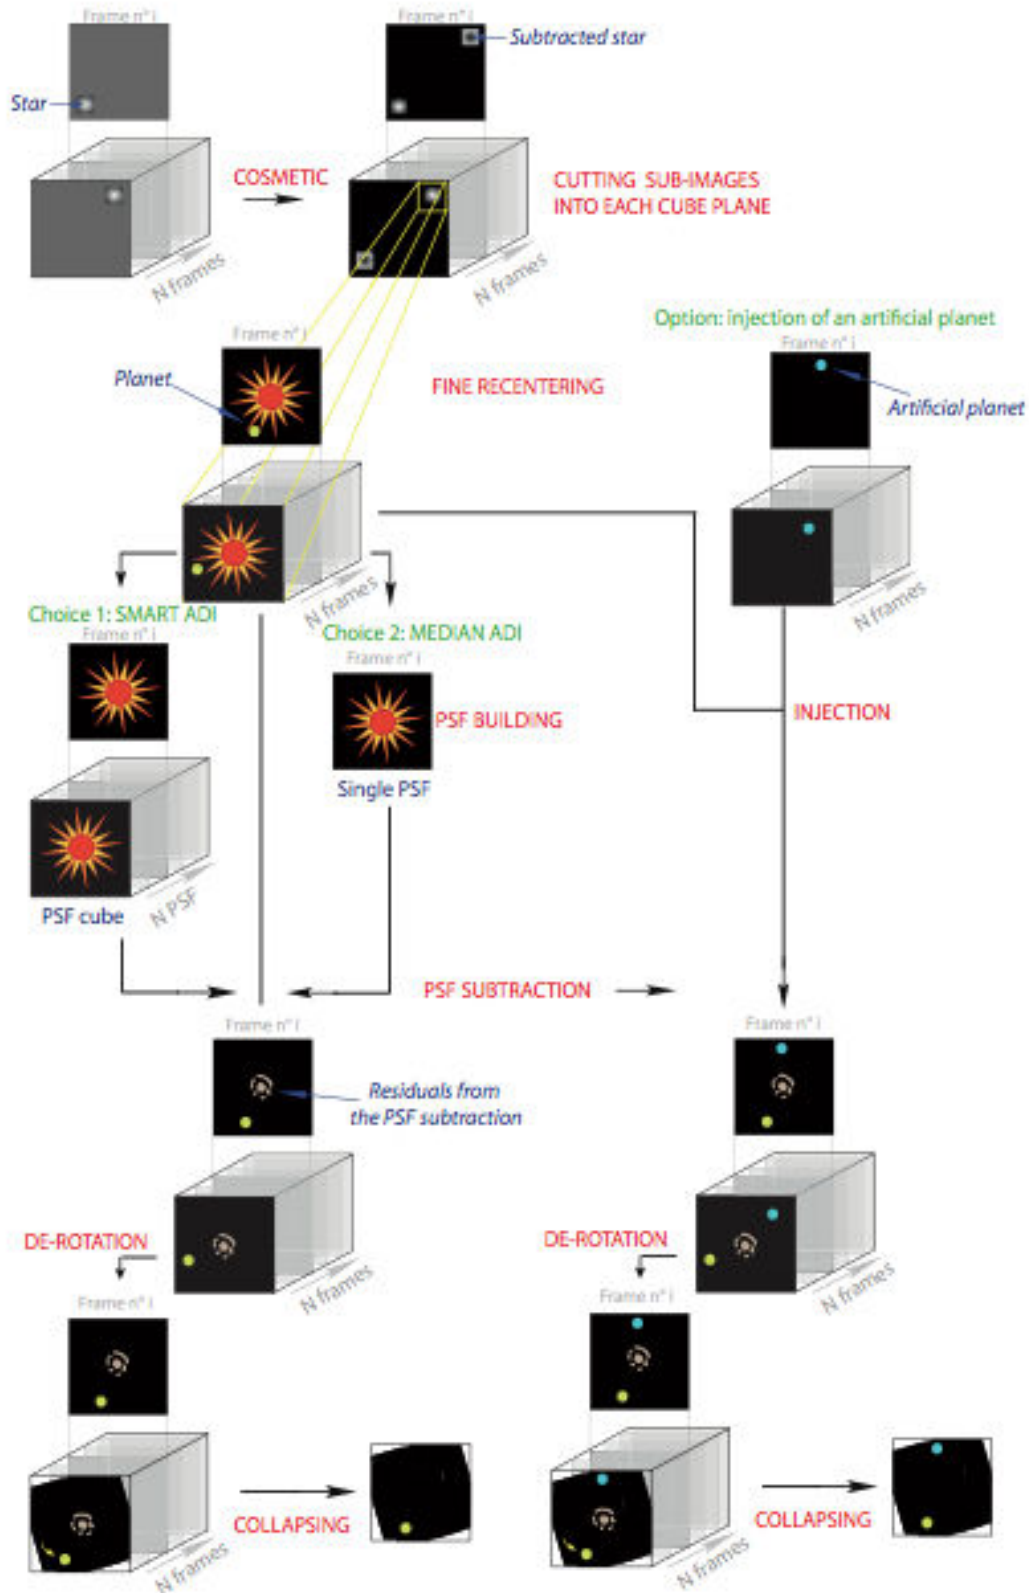 Frame n° i
Frame n° i
Subtracted star
Star
COSMETIC
CUTTING SUB-IMAGES
INTO EACH CUBE PLANE
N frames
N frames
Option: injection of an artificial planet
Frame n° i
Frame n° i
Planet
FINE RECENTERING
Artificial planet
N frames
N frames
Choice 1: SMART ADI
Frame n° i
Choice 2: MEDIAN ADI
Frame n° i
PSF BUILDING
INJECTION
Single PSF
PSF cube
N PSF
PSF SUBTRACTION
Frame n° i
Frame n° i
Residuals from
the PSF subtraction
DE-ROTATION
DE-ROTATION
N frames
N frames
Frame n° i
Frame n° i
COLLAPSING
COLLAPSING
N frames
N frames